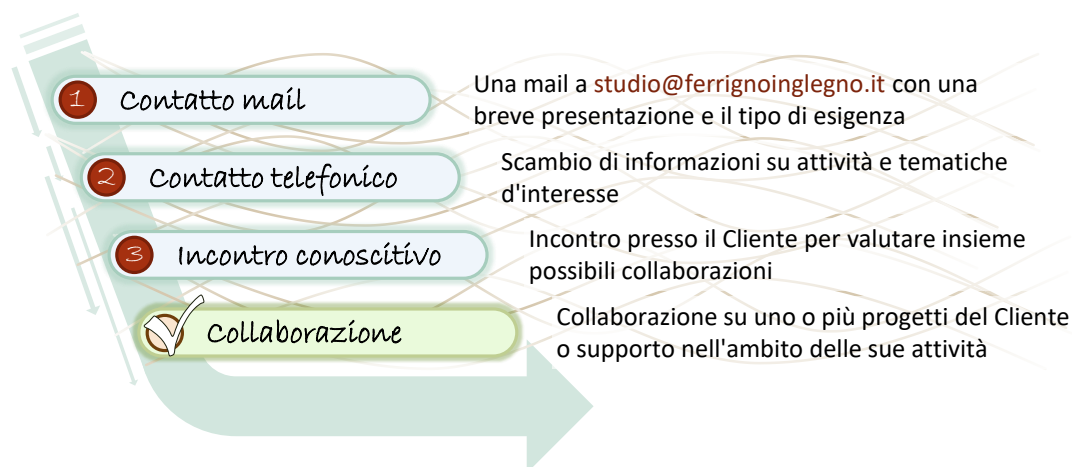 1 Contatto mail
Una mail a studio@ferrignoinglegno.it con una
breve presentazione e il tipo di esigenza
2 Contatto telefonico
Scambio di informazioni su attività e tematiche
d'interesse
3 Incontro conoscitivo
Incontro presso il Cliente per valutare insieme
possibili collaborazioni
Collaborazione
Collaborazione su uno o più progetti del Cliente
o supporto nell'ambito delle sue attività